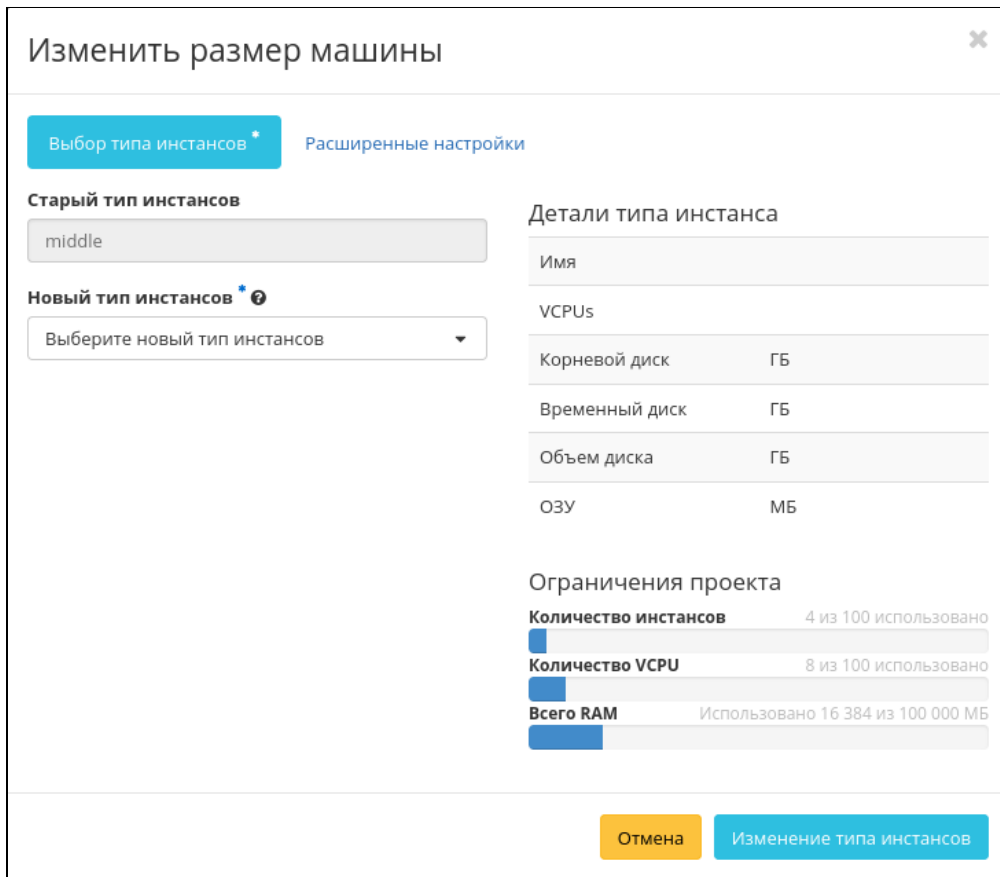 Изменить размер машины
Выбор типа инстансов * Расширенные настройки
Старый тип инстансов
middle
Новый тип инстансов *
Выберите новый тип инстансов
Детали типа инстанса
Имя
VCPUs
Корневой диск ГБ
Временный диск ГБ
Объем диска ГБ
ОЗУ МБ
Ограничения проекта
Количество инстансов 4 из 100 использовано
Количество VCPU 8 из 100 использовано
Всего RAM Использовано 16 384 из 100 000 МБ
Отмена Изменение типа инстансов